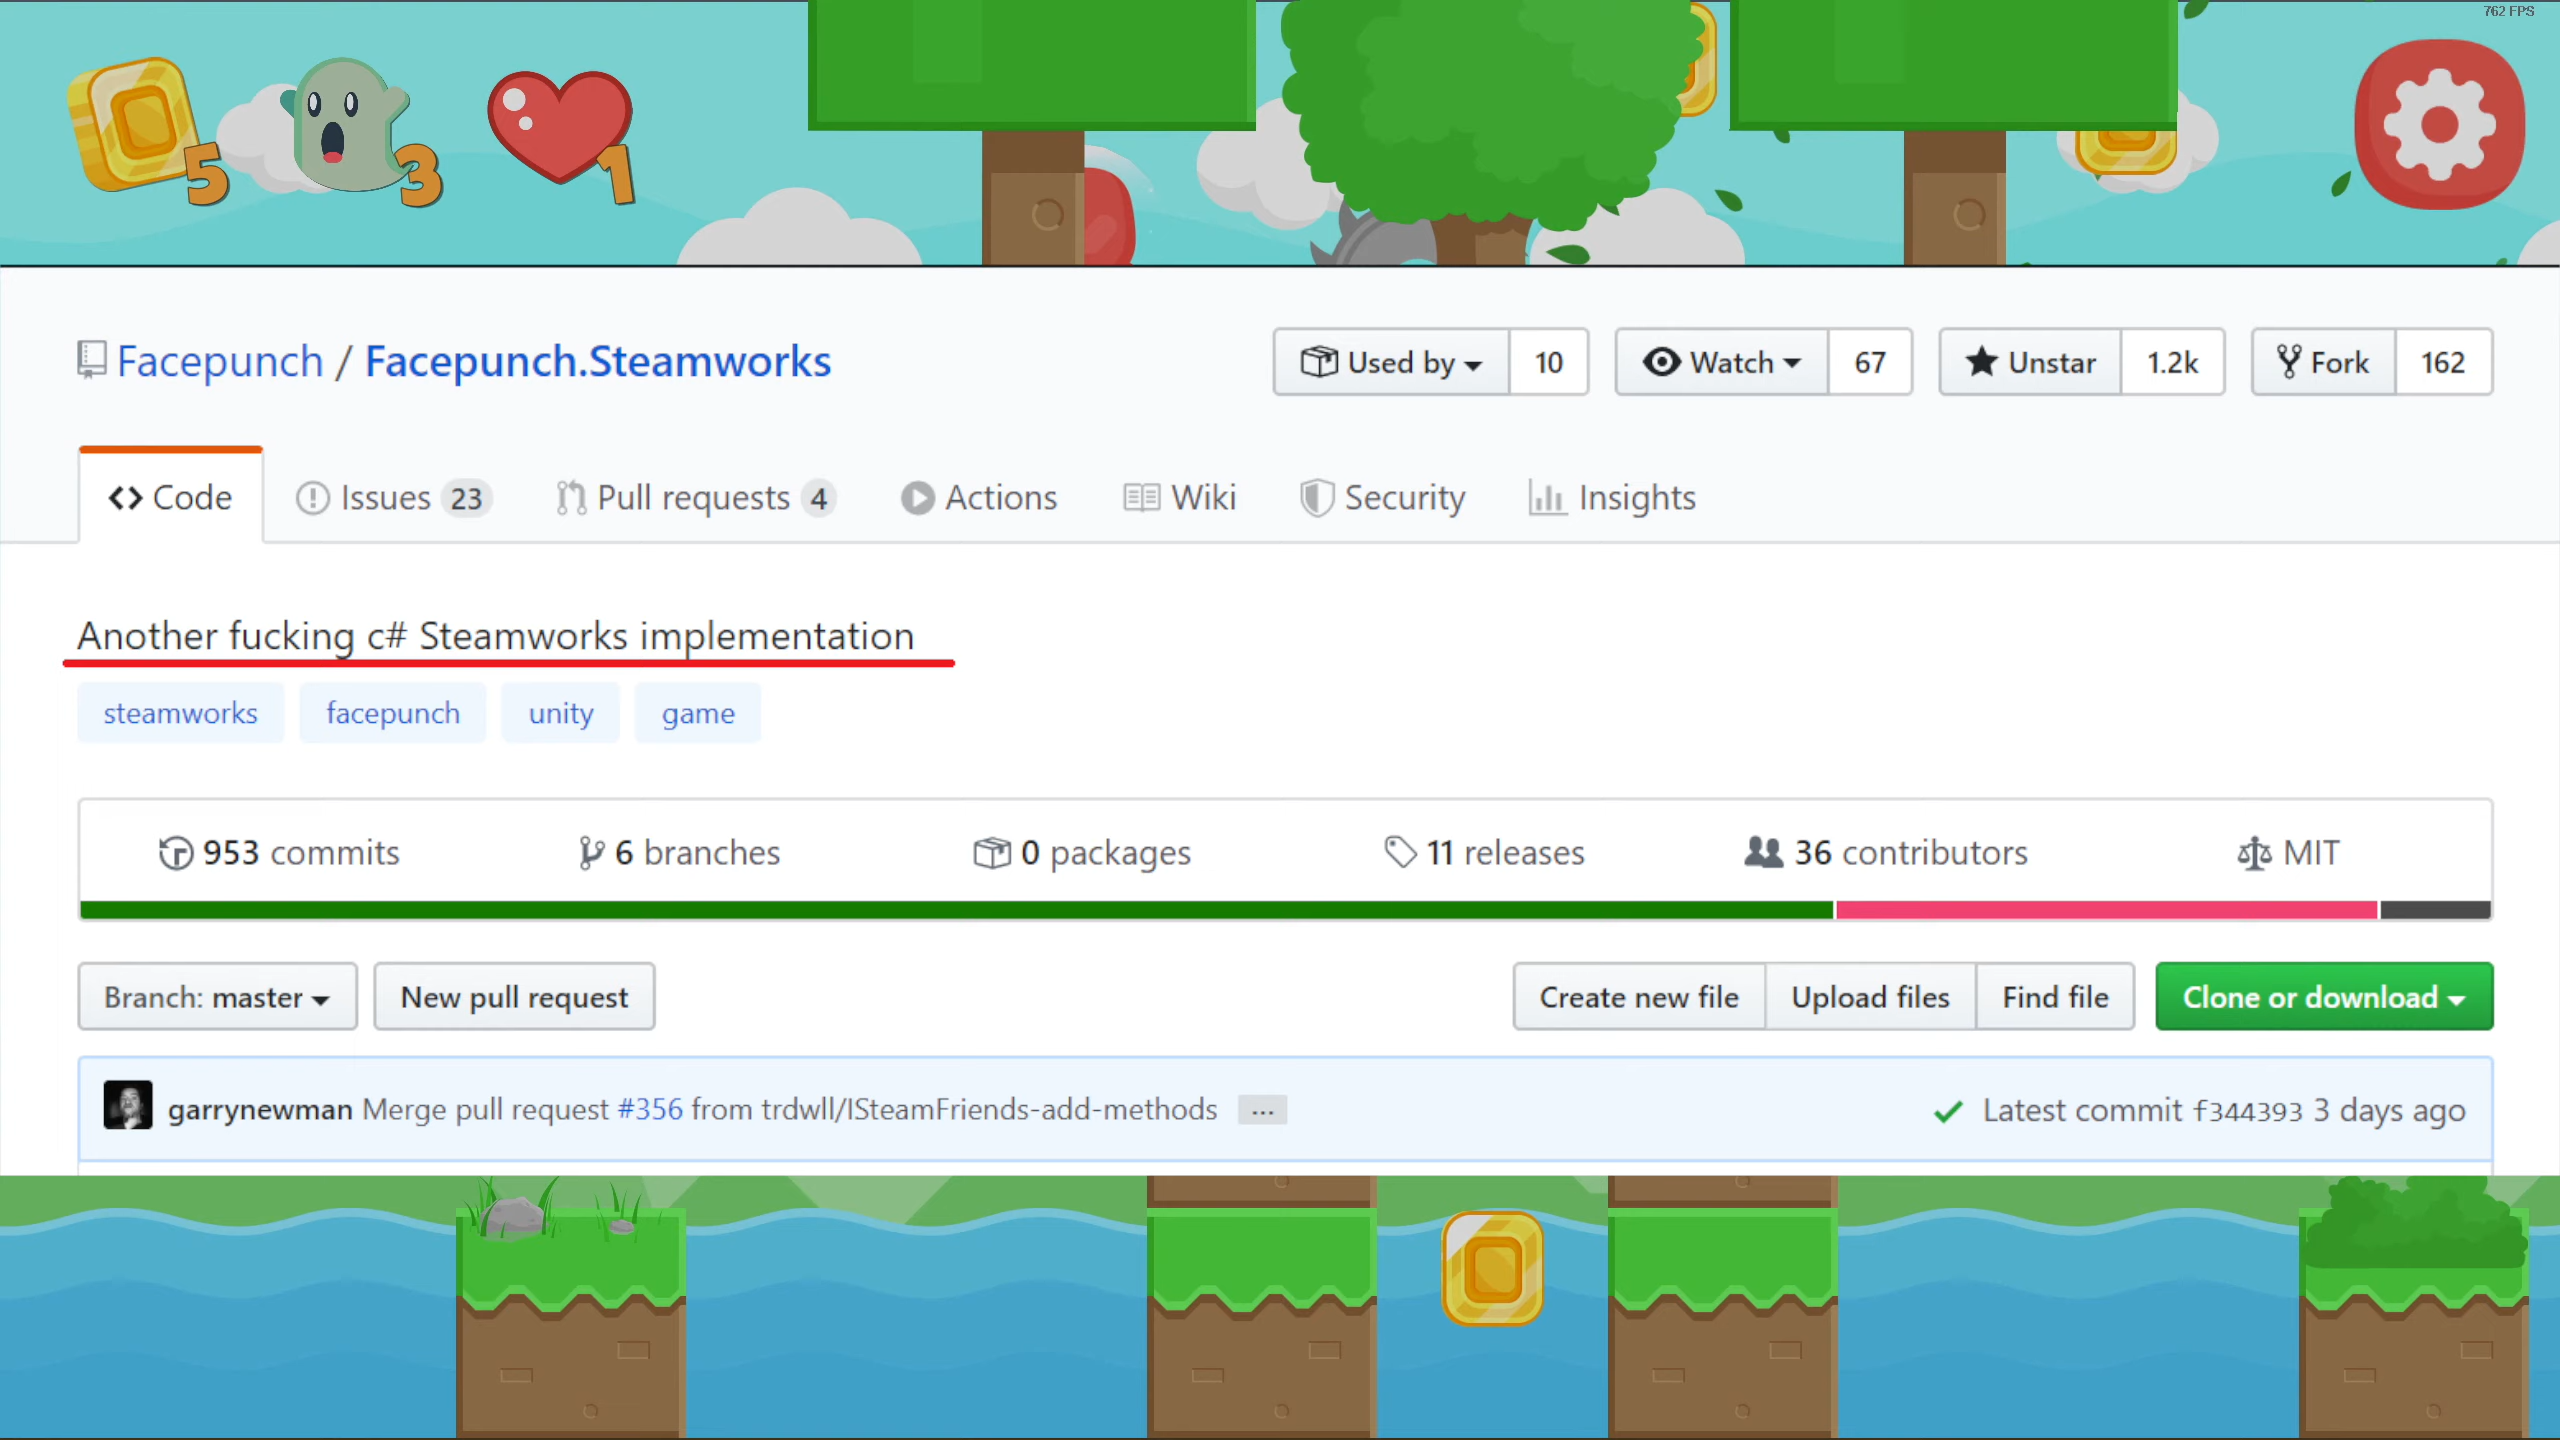 762 FPS
5 3 1
Facepunch / Facepunch.Steamworks
Used by 10 Watch 67 Unstar 1.2k Fork 162
Code Issues 23 Pull requests 4 Actions Wiki Security Insights
Another fucking c# Steamworks implementation
steamworks facepunch unity game
953 commits 6 branches 0 packages 11 releases 36 contributors MIT
Branch: master New pull request Create new file Upload files Find file Clone or download
garrynewman Merge pull request #356 from trdwll/ISteamFriends-add-methods ... Latest commit f344393 3 days ago